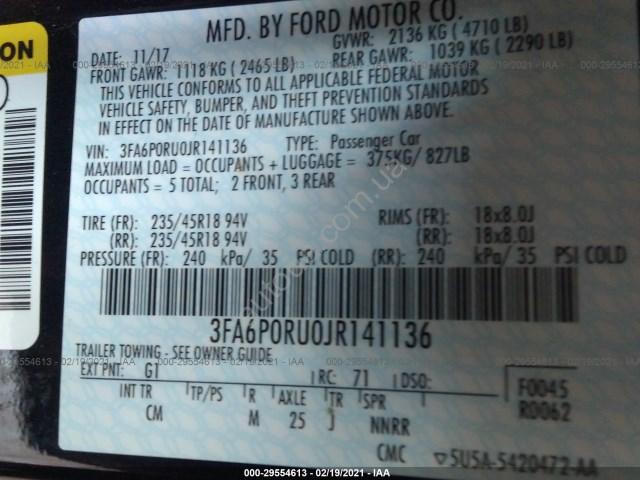 000-29554613 - 02/19/2021 - IAA
MFD. BY FORD MOTOR CO.
DATE: 11/17 GVWR: 2136 KG ( 4710 LB)
FRONT GAWR: 1118 KG ( 2465 LB) REAR GAWR: 1039 KG ( 2290 LB)
THIS VEHICLE CONFORMS TO ALL APPLICABLE FEDERAL MOTOR
VEHICLE SAFETY, BUMPER, AND THEFT PREVENTION STANDARDS
IN EFFECT ON THE DATE OF MANUFACTURE SHOWN ABOVE.
VIN: 3FA6P0RU0JR141136 TYPE: Passenger Car
MAXIMUM LOAD = OCCUPANTS + LUGGAGE = 375KG/ 827LB
OCCUPANTS = 5 TOTAL; 2 FRONT, 3 REAR
TIRE (FR): 235/45R18 94V RIMS (FR): 18x8.0J
(RR): 235/45R18 94V (RR): 18x8.0J
PRESSURE (FR): 240 kPa/ 35 PSI COLD (RR): 240 kPa/ 35 PSI COLD
3FA6P0RU0JR141136
TRAILER TOWING - SEE OWNER GUIDE
EXT PNT: G1 RC: 71 DSO: F0045
INT TR TP/PS R AXLE TR SPR R0062
CM M 25 J NNRR
CMC 5U5A-5420472-AA
000-29554613 - 02/19/2021 - IAA